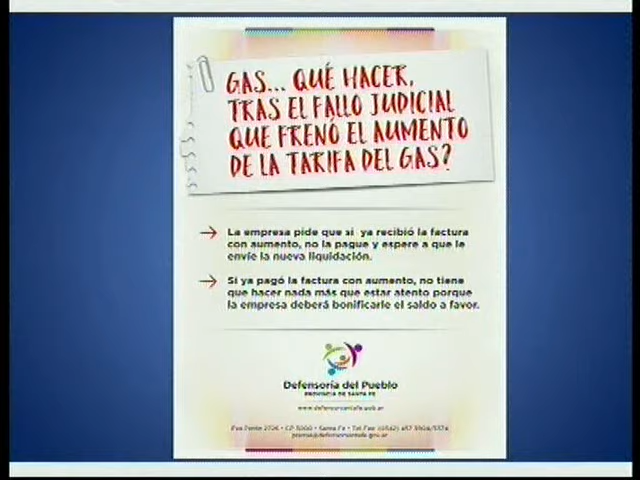 GAS... QUÉ HACER,
TRAS EL FALLO JUDICIAL
QUE FRENÓ EL AUMENTO
DE LA TARIFA DEL GAS?
La empresa pide que si ya recibió la factura
con aumento, no la pague y espere a que le
envíe la nueva liquidación.
Si ya pagó la factura con aumento, no tiene
que hacer nada más que estar atento porque
la empresa deberá bonificarle el saldo a favor.
Defensoría del Pueblo
PROVINCIA DE SANTA FE